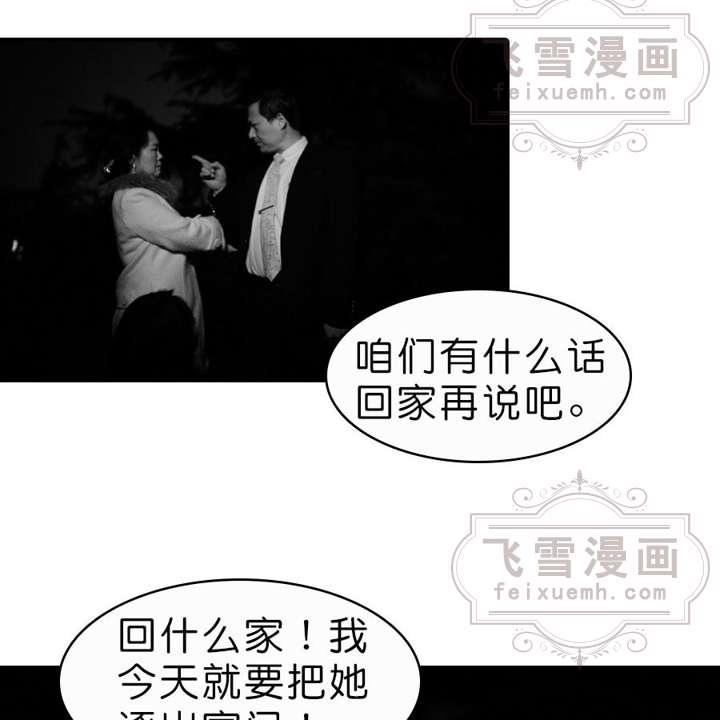 飞雪漫画
feixuemh.com
咱们有什么话
回家再说吧。
飞雪漫画
feixuemh.com
回什么家！我
今天就要把她